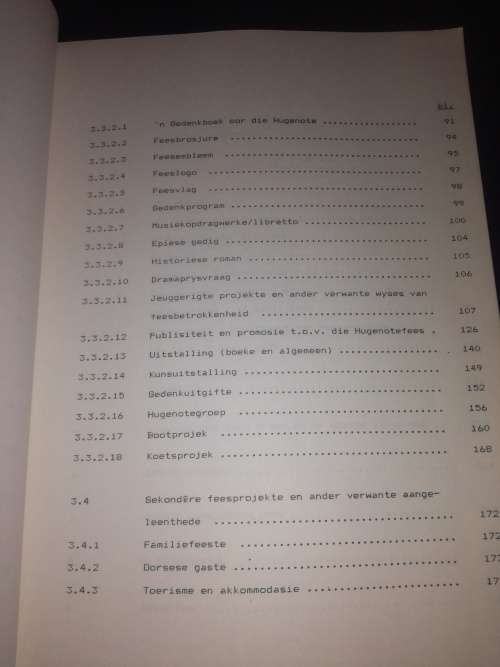 bl.
3.3.2.1 'n Gedenkboek oor die Hugenote ................. 91
3.3.2.2 Feesbrosjure ................................ 94
3.3.2.3 Feesembleem ................................. 95
3.3.2.4 Feeslogo .................................... 97
3.3.2.5 Feesvlag .................................... 98
3.3.2.6 Gedenkprogram ............................... 99
3.3.2.7 Musiekopdragwerke/libretto .................. 100
3.3.2.8 Epiese gedig ................................ 104
3.3.2.9 Historiese roman ............................ 105
3.3.2.10 Dramaprysvraag ............................. 106
3.3.2.11 Jeuggerigte projekte en ander verwante wyses van
feesbetrokkenheid ........................... 107
3.3.2.12 Publisiteit en promosie t.o.v. die Hugenotefees . 126
3.3.2.13 Uitstalling (boeke en algemeen) ................ 140
3.3.2.14 Kunsuitstalling ............................ 149
3.3.2.15 Gedenkuitgifte ............................. 152
3.3.2.16 Hugenotegroep .............................. 156
3.3.2.17 Bootprojek ................................. 160
3.3.2.18 Koetsprojek ................................ 168
3.4 Sekondêre feesprojekte en ander verwante aange-
leenthede ................................... 172
3.4.1 Familiefeeste ................................. 172
3.4.2 Oorsese gaste .................................
3.4.3 Toerisme en akkommodasie ......................